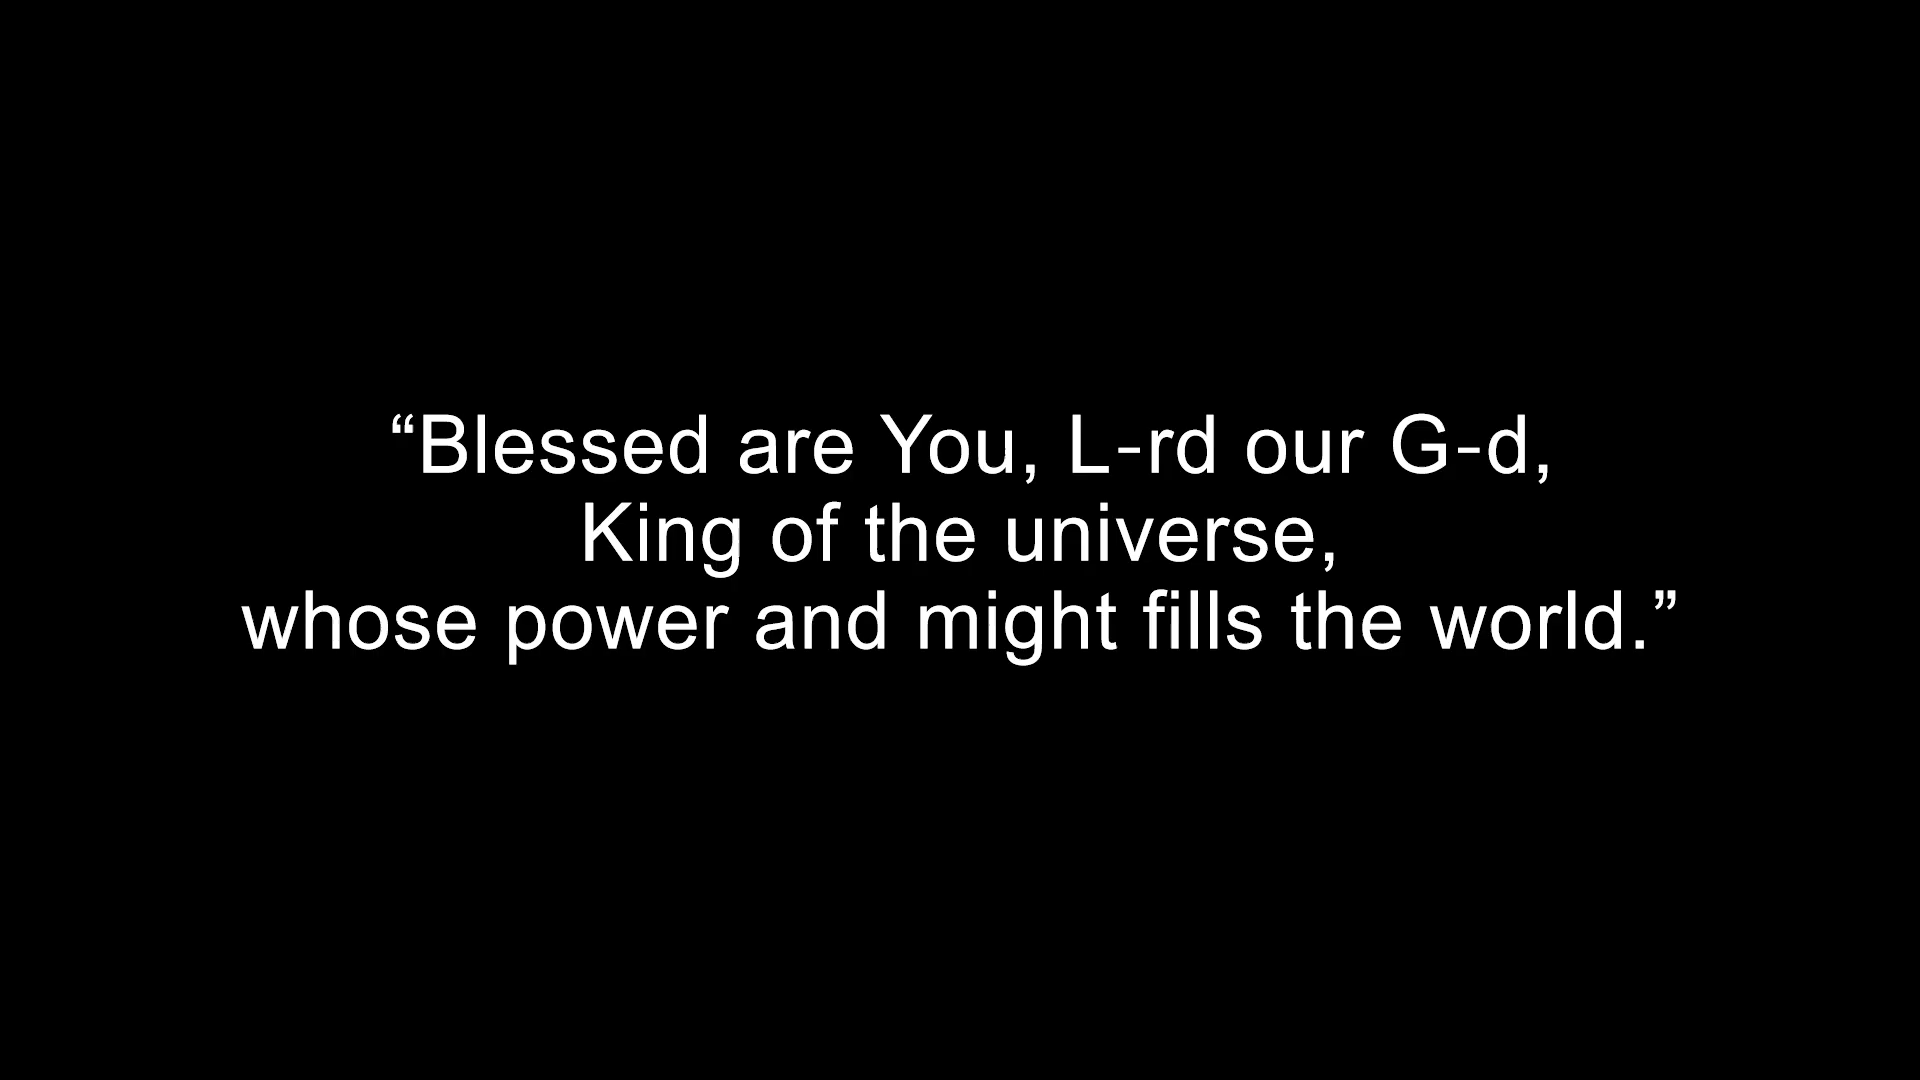 “Blessed are You, L-rd our G-d,
King of the universe,
whose power and might fills the world.”